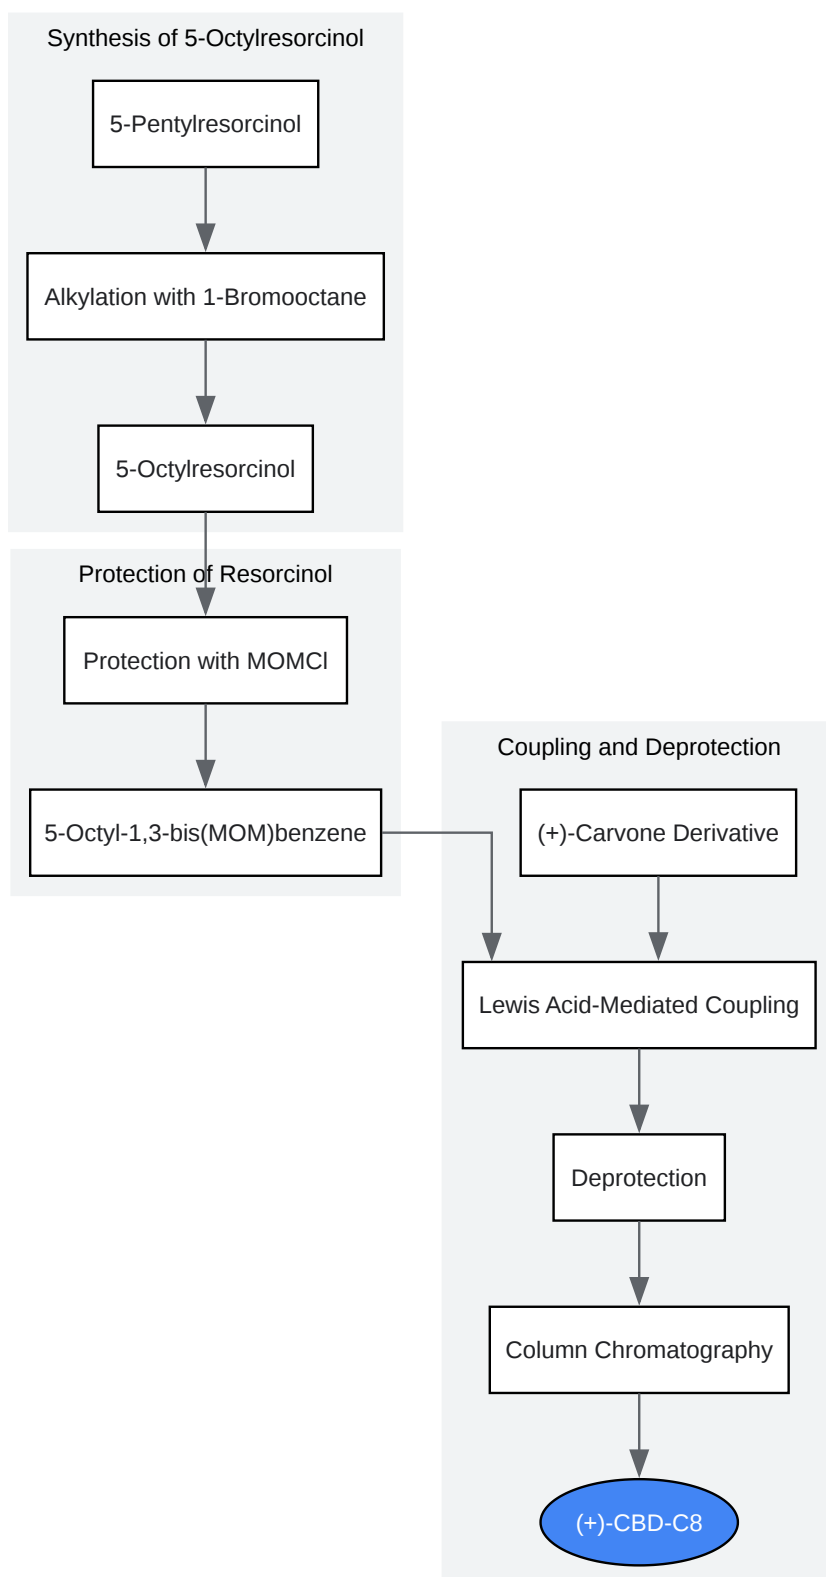 Synthesis of 5-Octylresorcinol
5-Pentylresorcinol
Alkylation with 1-Bromooctane
5-Octylresorcinol
Protection of Resorcinol
Protection with MOMCl
5-Octyl-1,3-bis(MOM)benzene
Coupling and Deprotection
(+)-Carvone Derivative
Lewis Acid-Mediated Coupling
Deprotection
Column Chromatography
(+)-CBD-C8